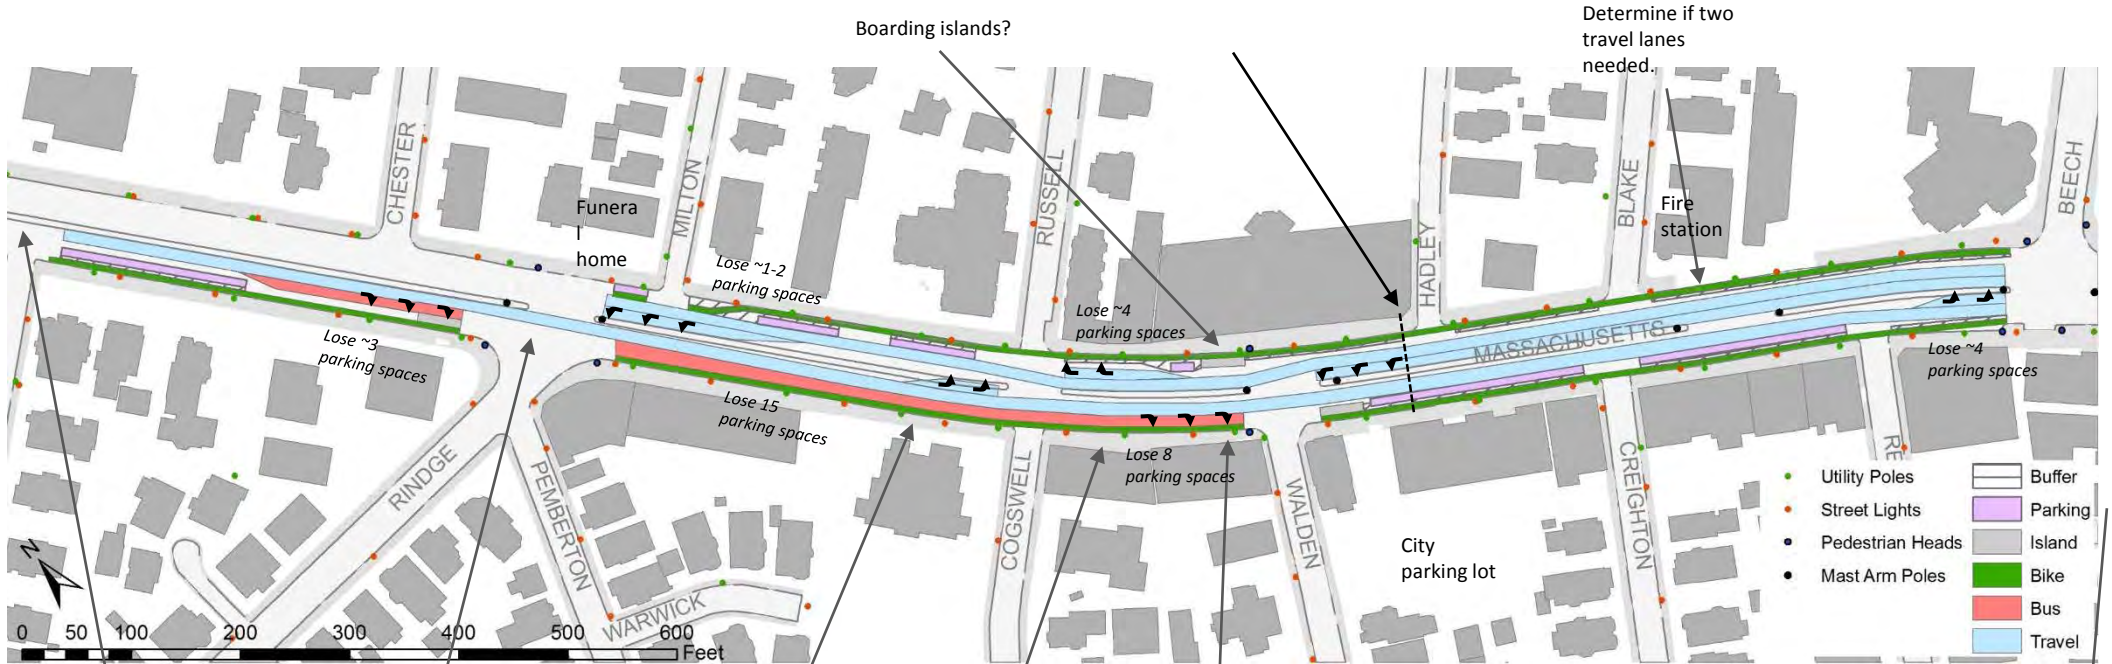 Boarding islands?
Determine if two
travel lanes
needed.
CHESTER
MILTON
RUSSELL
HADLEY
BLAKE
BEECH
Funera
l
home
Fire
station
Lose ~1-2
parking spaces
Lose ~4
parking spaces
MASSACHUSETTS
Lose ~3
parking spaces
Lose 15
parking spaces
Lose 8
parking spaces
Lose ~4
parking spaces
RINDGE
PEMBERTON
WARWICK
COGSWELL
WALDEN
CREIGHTON
RE
City
parking lot
N
0 50 100 200 300 400 500 600
Feet
Utility Poles
Street Lights
Pedestrian Heads
Mast Arm Poles
Buffer
Parking
Island
Bike
Bus
Travel